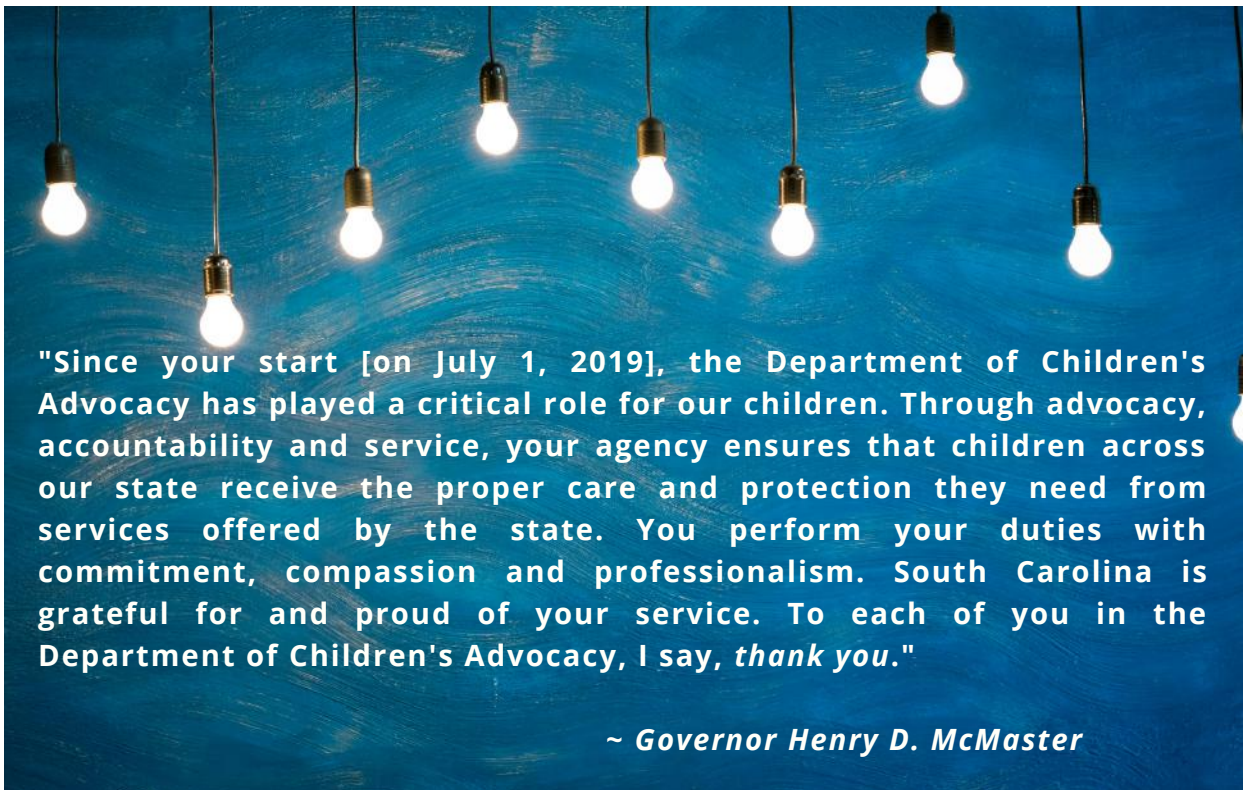 "Since your start [on July 1, 2019], the Department of Children's
Advocacy has played a critical role for our children. Through advocacy,
accountability and service, your agency ensures that children across
our state receive the proper care and protection they need from
services offered by the state. You perform your duties with
commitment, compassion and professionalism. South Carolina is
grateful for and proud of your service. To each of you in the
Department of Children's Advocacy, I say, thank you."
~ Governor Henry D. McMaster